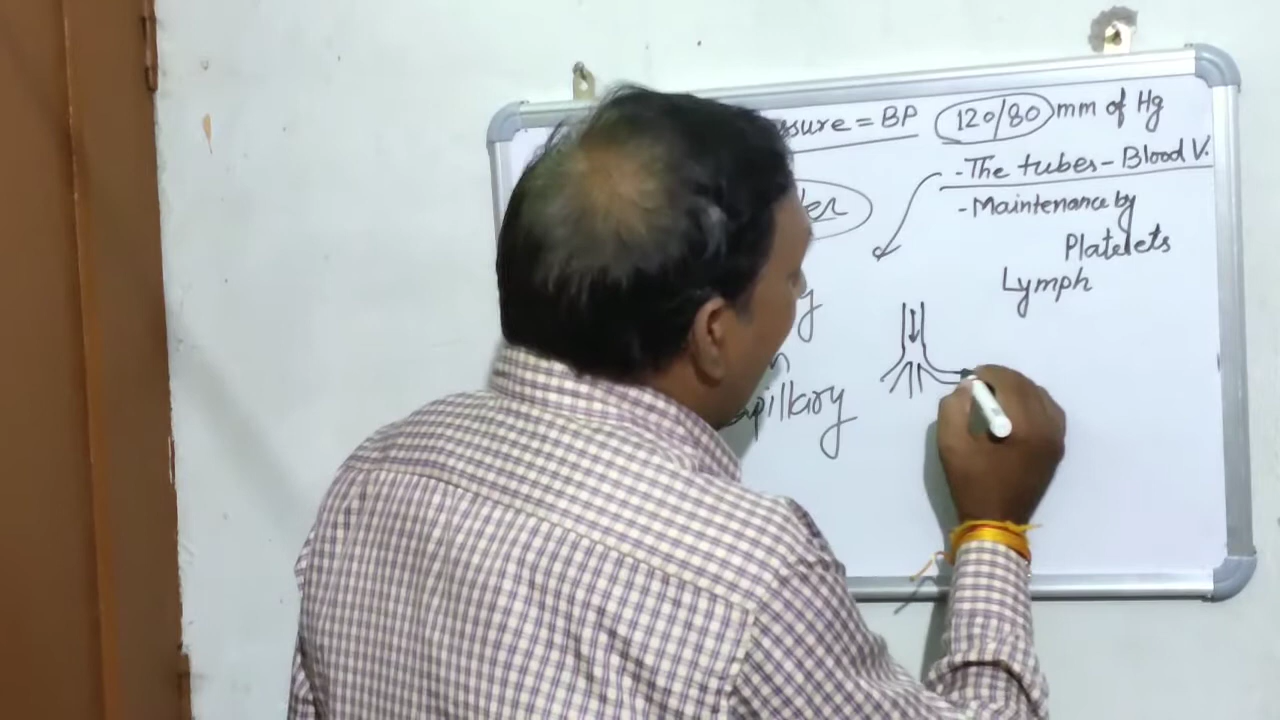 ssure = BP 120/80 mm of Hg
- The tubes - Blood V.
- Maintenance by
Platelets
Lymph
pillary